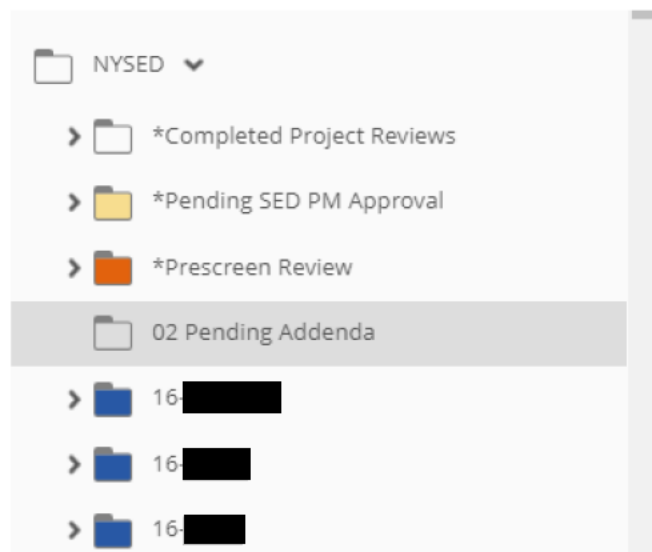 NYSED
*Completed Project Reviews
*Pending SED PM Approval
*Prescreen Review
02 Pending Addenda
16-
16-
16-